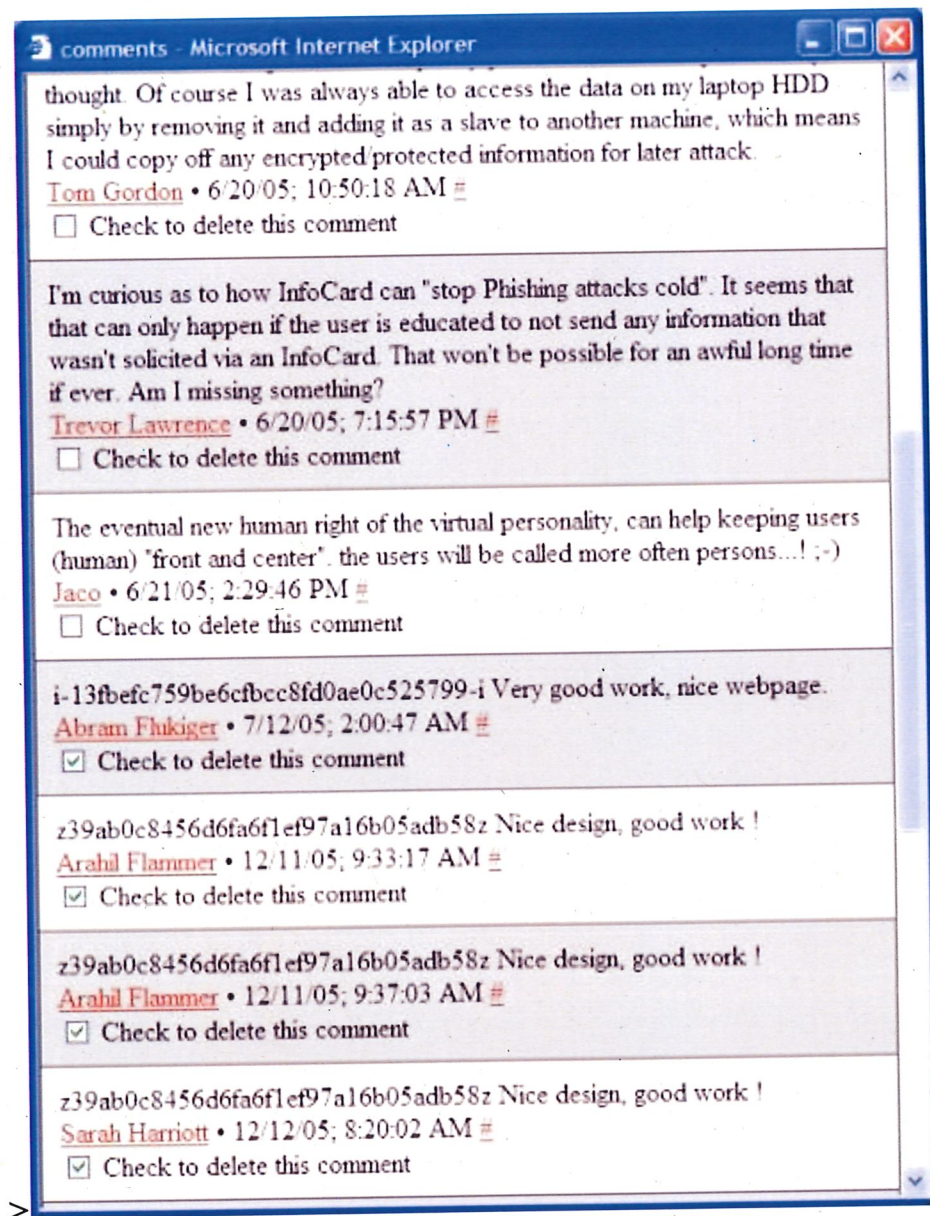 comments - Microsoft Internet Explorer
thought. Of course I was always able to access the data on my laptop HDD
simply by removing it and adding it as a slave to another machine, which means
I could copy off any encrypted/protected information for later attack.
Tom Gordon • 6/20/05; 10:50:18 AM #
Check to delete this comment
I'm curious as to how InfoCard can "stop Phishing attacks cold". It seems that
that can only happen if the user is educated to not send any information that
wasn't solicited via an InfoCard. That won't be possible for an awful long time
if ever. Am I missing something?
Trevor Lawrence • 6/20/05; 7:15:57 PM #
Check to delete this comment
The eventual new human right of the virtual personality, can help keeping users
(human) "front and center". the users will be called more often persons...! ;-)
Jaco • 6/21/05; 2:29:46 PM #
Check to delete this comment
i-13fbefc759be6cfbcc8fd0ae0c525799-i Very good work, nice webpage.
Abram Flukiger • 7/12/05; 2:00:47 AM #
Check to delete this comment
z39ab0c8456d6fa6f1ef97a16b05adb58z Nice design, good work !
Arahil Flammer • 12/11/05; 9:33:17 AM #
Check to delete this comment
z39ab0c8456d6fa6f1ef97a16b05adb58z Nice design, good work !
Arahil Flammer • 12/11/05; 9:37:03 AM #
Check to delete this comment
z39ab0c8456d6fa6f1ef97a16b05adb58z Nice design, good work !
Sarah Harriott • 12/12/05; 8:20:02 AM #
Check to delete this comment
>